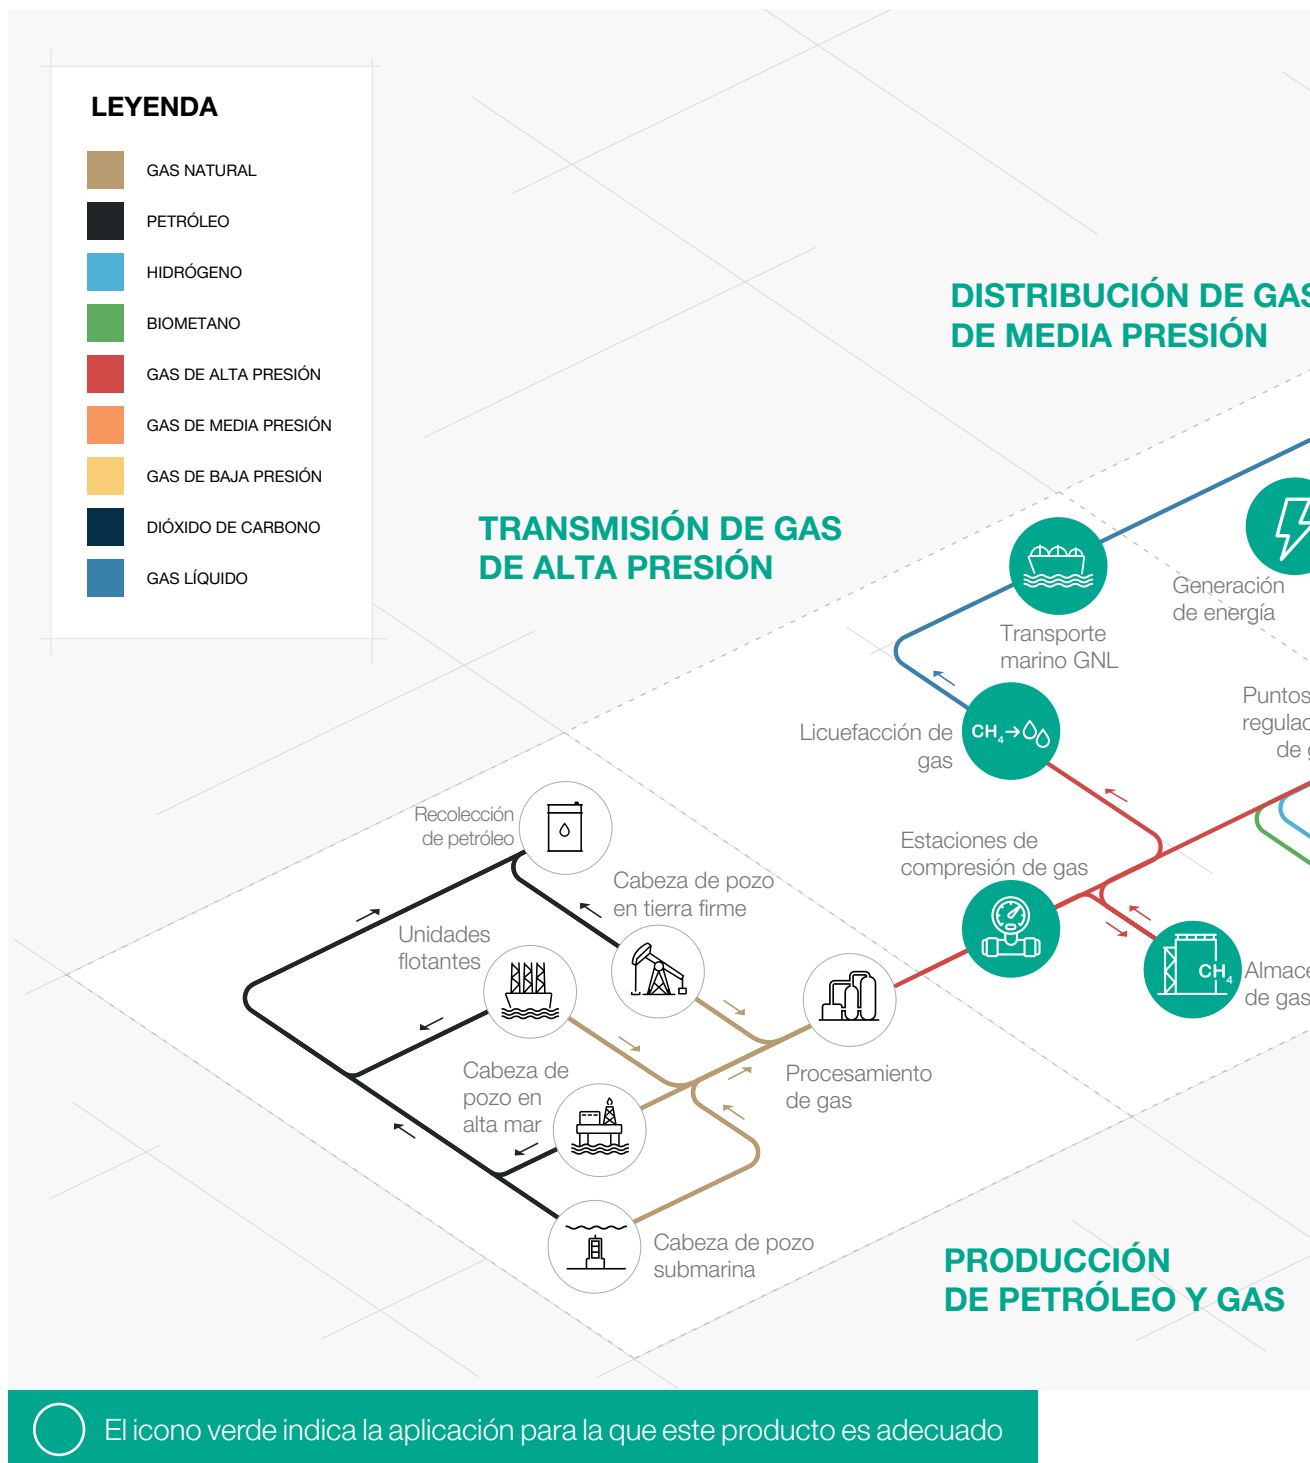 LEYENDA
GAS NATURAL
PETRÓLEO
HIDRÓGENO
BIOMETANO
GAS DE ALTA PRESIÓN
GAS DE MEDIA PRESIÓN
GAS DE BAJA PRESIÓN
DIÓXIDO DE CARBONO
GAS LÍQUIDO
DISTRIBUCIÓN DE GAS
DE MEDIA PRESIÓN
TRANSMISIÓN DE GAS
DE ALTA PRESIÓN
Generación
de energía
Transporte
marino GNL
Puntos
de
Licuefacción de
gas
CH₄
Recolección
de petróleo
Estaciones de
compresión de gas
Cabeza de pozo
en tierra firme
Unidades
flotantes
CH₄
de gas
Cabeza de
pozo en
alta mar
Procesamiento
de gas
Cabeza de pozo
submarina
PRODUCCIÓN
DE PETRÓLEO Y GAS
El icono verde indica la aplicación para la que este producto es adecuado